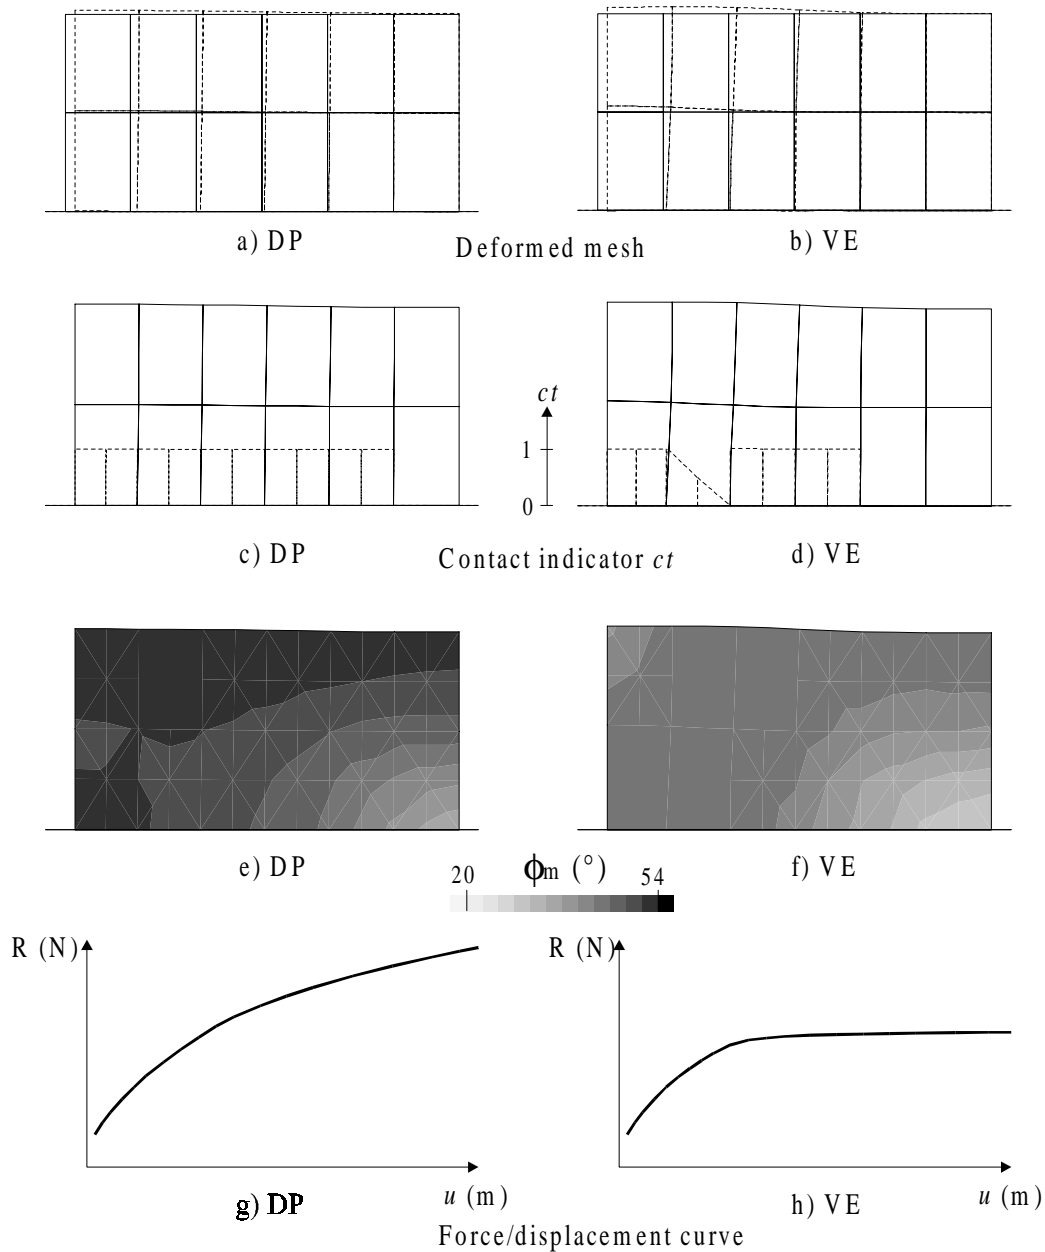 a) DP
b) VE
Deformed mesh
ct
1
0
c) DP
d) VE
Contact indicator ct
e) DP
f) VE
20 ϕm (°) 54
R (N)
R (N)
g) DP
u (m)
h) VE
u (m)
Force/displacement curve